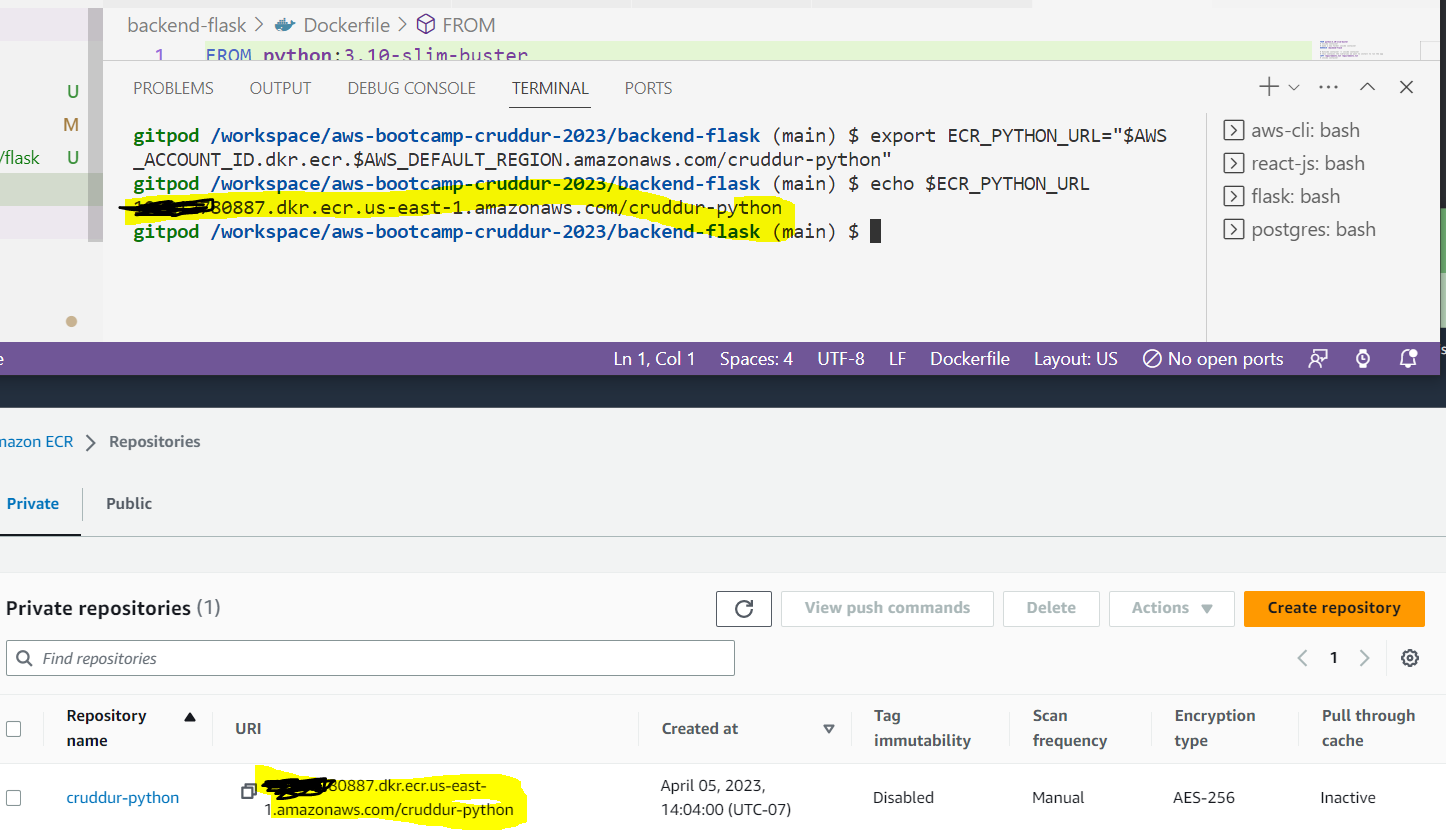 backend-flask > Dockerfile > FROM
1 FROM python:3.10-slim-buster
U
PROBLEMS OUTPUT DEBUG CONSOLE TERMINAL PORTS
M
/flask U
gitpod /workspace/aws-bootcamp-cruddur-2023/backend-flask (main) $ export ECR_PYTHON_URL="$AWS
_ACCOUNT_ID.dkr.ecr.$AWS_DEFAULT_REGION.amazonaws.com/cruddur-python"
gitpod /workspace/aws-bootcamp-cruddur-2023/backend-flask (main) $ echo $ECR_PYTHON_URL
80887.dkr.ecr.us-east-1.amazonaws.com/cruddur-python
gitpod /workspace/aws-bootcamp-cruddur-2023/backend-flask (main) $
aws-cli: bash
react-js: bash
flask: bash
postgres: bash
Ln 1, Col 1 Spaces: 4 UTF-8 LF Dockerfile Layout: US No open ports
mazon ECR > Repositories
Private Public
Private repositories (1)
View push commands Delete Actions Create repository
Find repositories
1
Repository name URI Created at Tag immutability Scan frequency Encryption type Pull through cache
cruddur-python
80887.dkr.ecr.us-east-
1.amazonaws.com/cruddur-python
April 05, 2023,
14:04:00 (UTC-07)
Disabled Manual AES-256 Inactive